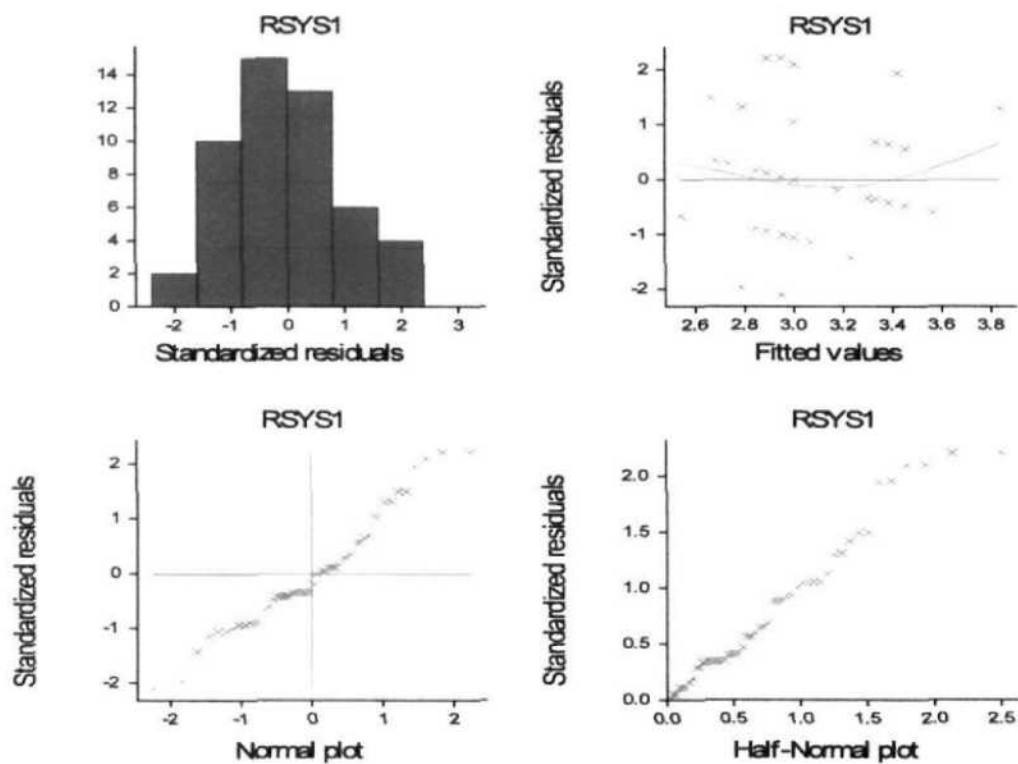 RSYS1
14
12
10
8
6
4
2
0
-2 -1 0 1 2 3
Standardized residuals
RSYS1
Standardized residuals
2
1
0
-1
-2
2.6 2.8 3.0 3.2 3.4 3.6 3.8
Fitted values
RSYS1
Standardized residuals
2
1
0
-1
-2
-2 -1 0 1 2
Normal plot
RSYS1
Standardized residuals
2.0
1.5
1.0
0.5
0.0
0.0 0.5 1.0 1.5 2.0 2.5
Half-Normal plot